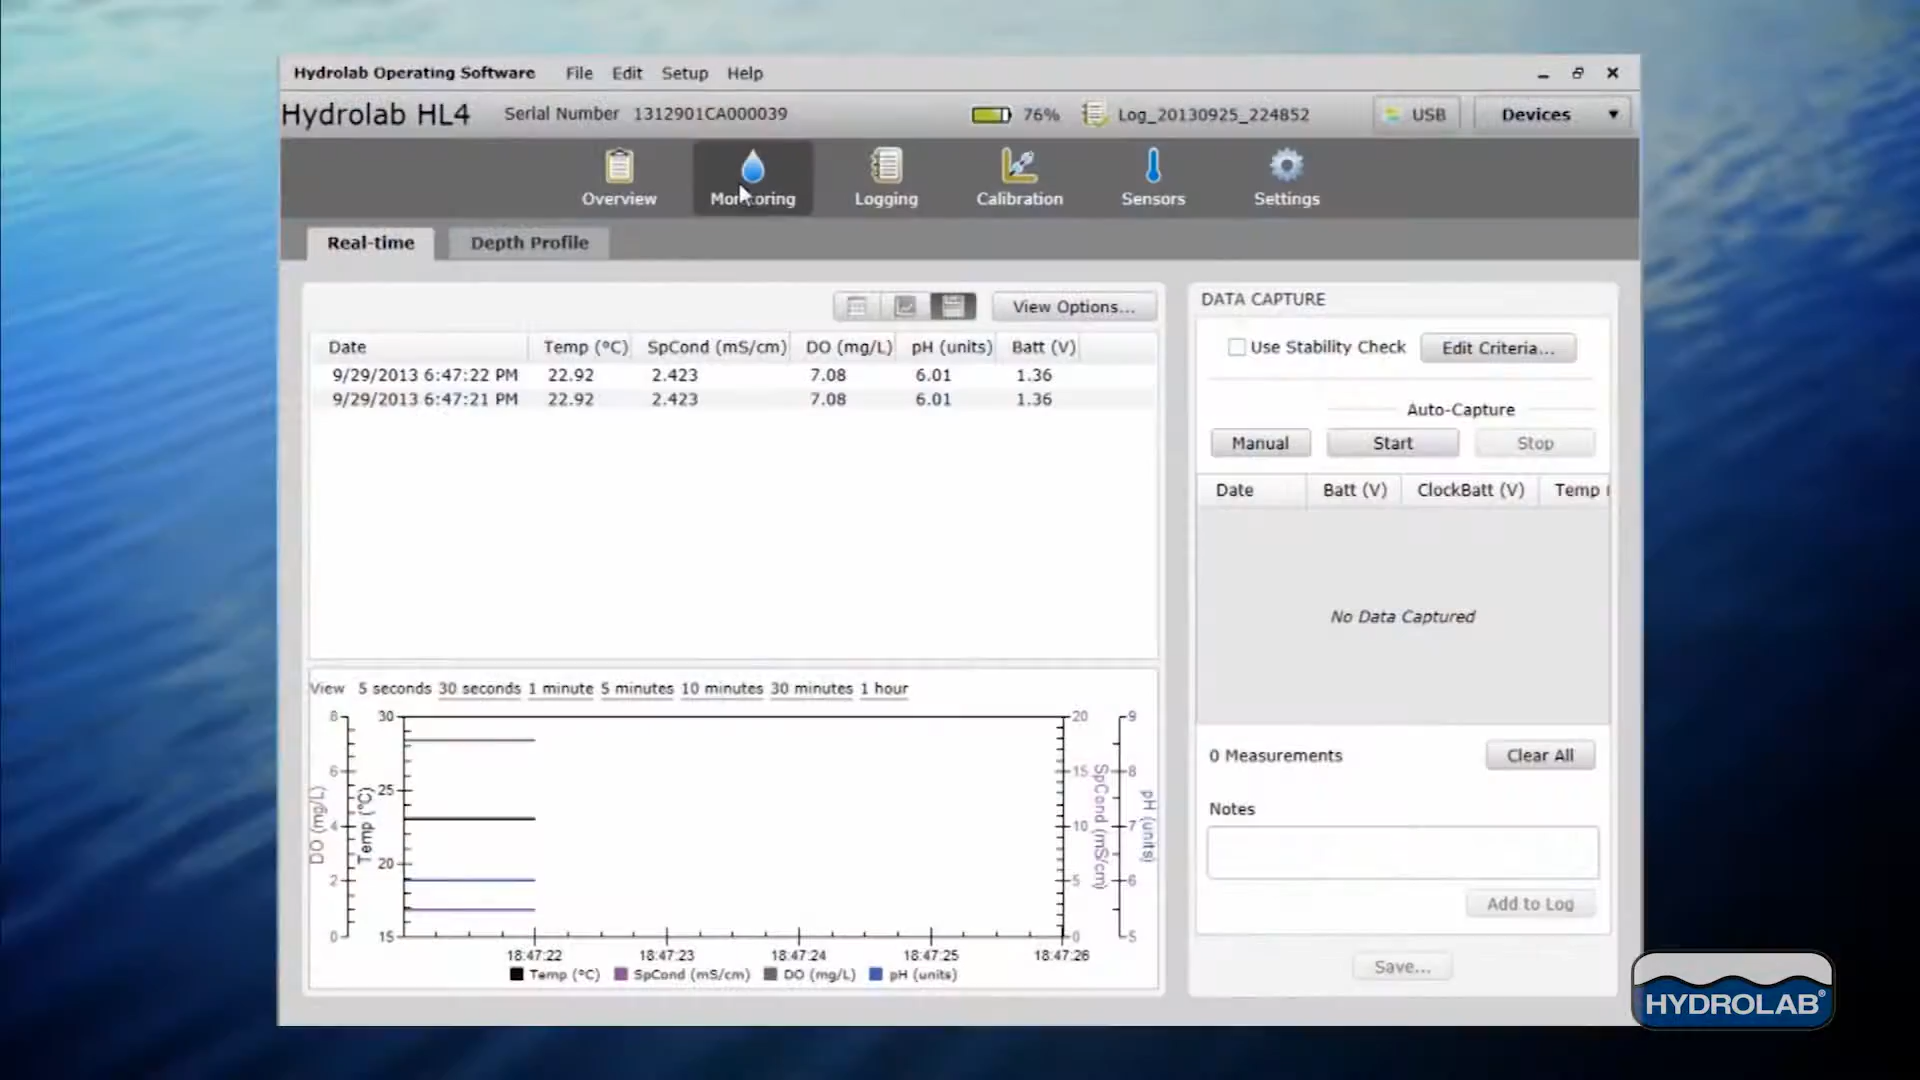 Hydrolab Operating Software File Edit Setup Help
Hydrolab HL4 Serial Number 1312901CA000039 76% Log_20130925_224852 USB Devices
Overview Monitoring Logging Calibration Sensors Settings
Real-time Depth Profile
View Options...
Date Temp (°C) SpCond (mS/cm) DO (mg/L) pH (units) Batt (V)
9/29/2013 6:47:22 PM 22.92 2.423 7.08 6.01 1.36
9/29/2013 6:47:21 PM 22.92 2.423 7.08 6.01 1.36
View 5 seconds 30 seconds 1 minute 5 minutes 10 minutes 30 minutes 1 hour
8 6 4 2 0
DO (mg/L)
30 25 20 15
Temp (°C)
20 15 10 5 0
SpCond (mS/cm)
9 8 7 6 5
pH (units)
18:47:22 18:47:23 18:47:24 18:47:25 18:47:26
Temp (°C) SpCond (mS/cm) DO (mg/L) pH (units)
DATA CAPTURE
Use Stability Check Edit Criteria...
Auto-Capture
Manual Start Stop
Date Batt (V) ClockBatt (V) Temp
No Data Captured
0 Measurements Clear All
Notes
Add to Log
Save...
HYDROLAB®